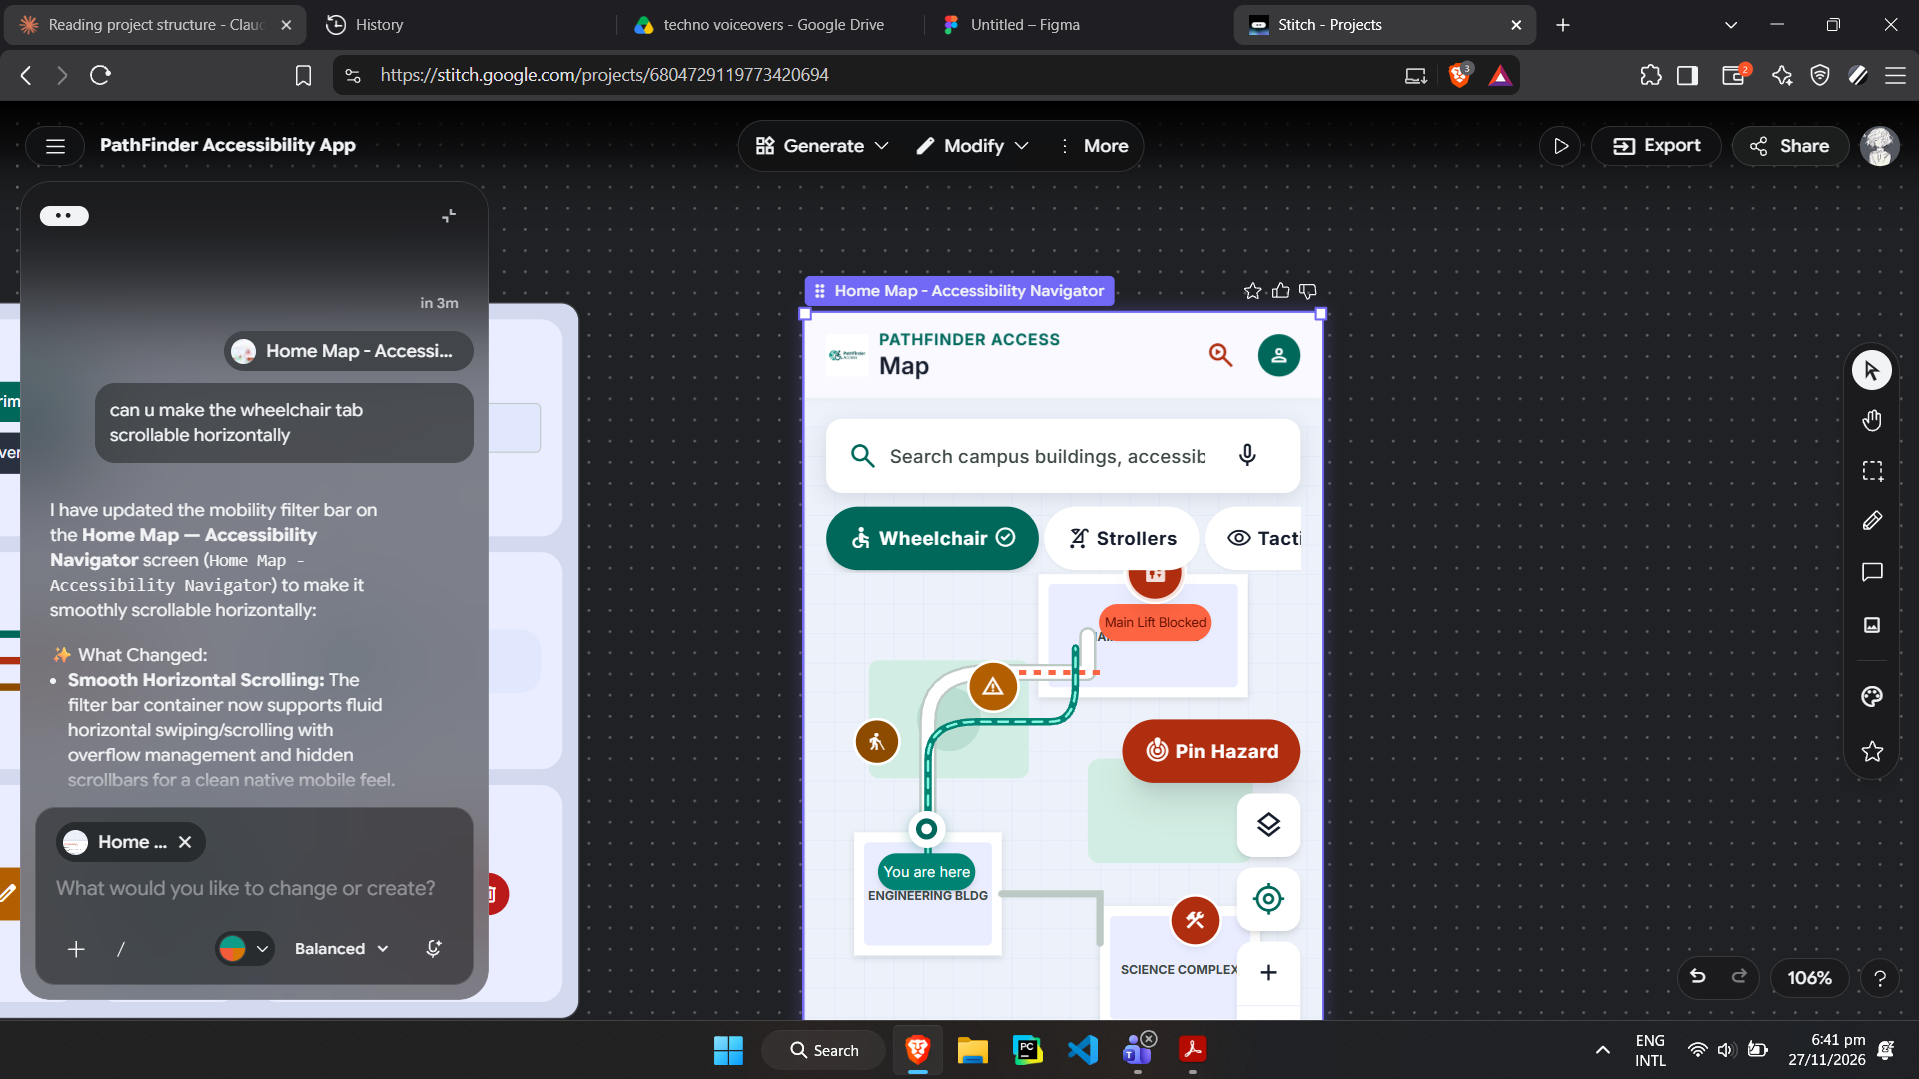 Reading project structure - Clau
History
techno voiceovers - Google Drive
Untitled – Figma
Stitch - Projects
https://stitch.google.com/projects/6804729119773420694
3
2
PathFinder Accessibility App
Generate
Modify
More
Export
Share
in 3m
Home Map - Accessi...
can u make the wheelchair tab
scrollable horizontally
I have updated the mobility filter bar on
the Home Map — Accessibility
Navigator screen (Home Map -
Accessibility Navigator) to make it
smoothly scrollable horizontally:
✨ What Changed:
• Smooth Horizontal Scrolling: The
filter bar container now supports fluid
horizontal swiping/scrolling with
overflow management and hidden
scrollbars for a clean native mobile feel.
Home ...
What would you like to change or create?
/
Balanced
Home Map - Accessibility Navigator
PathFinder
Access
PATHFINDER ACCESS
Map
Search campus buildings, accessib
Wheelchair
Strollers
Tacti
Main Lift Blocked
Pin Hazard
You are here
ENGINEERING BLDG
SCIENCE COMPLEX
106%
?
Search
PC
T
ENG
INTL
6:41 pm
27/11/2026